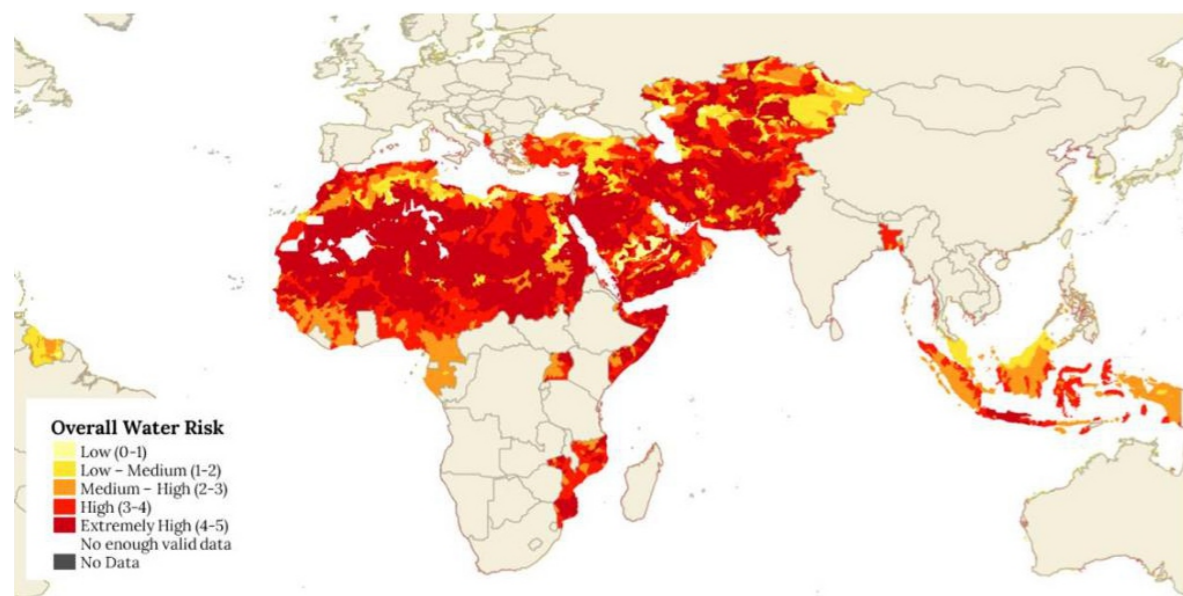 Overall Water Risk
Low (0-1)
Low – Medium (1-2)
Medium – High (2-3)
High (3-4)
Extremely High (4-5)
No enough valid data
No Data